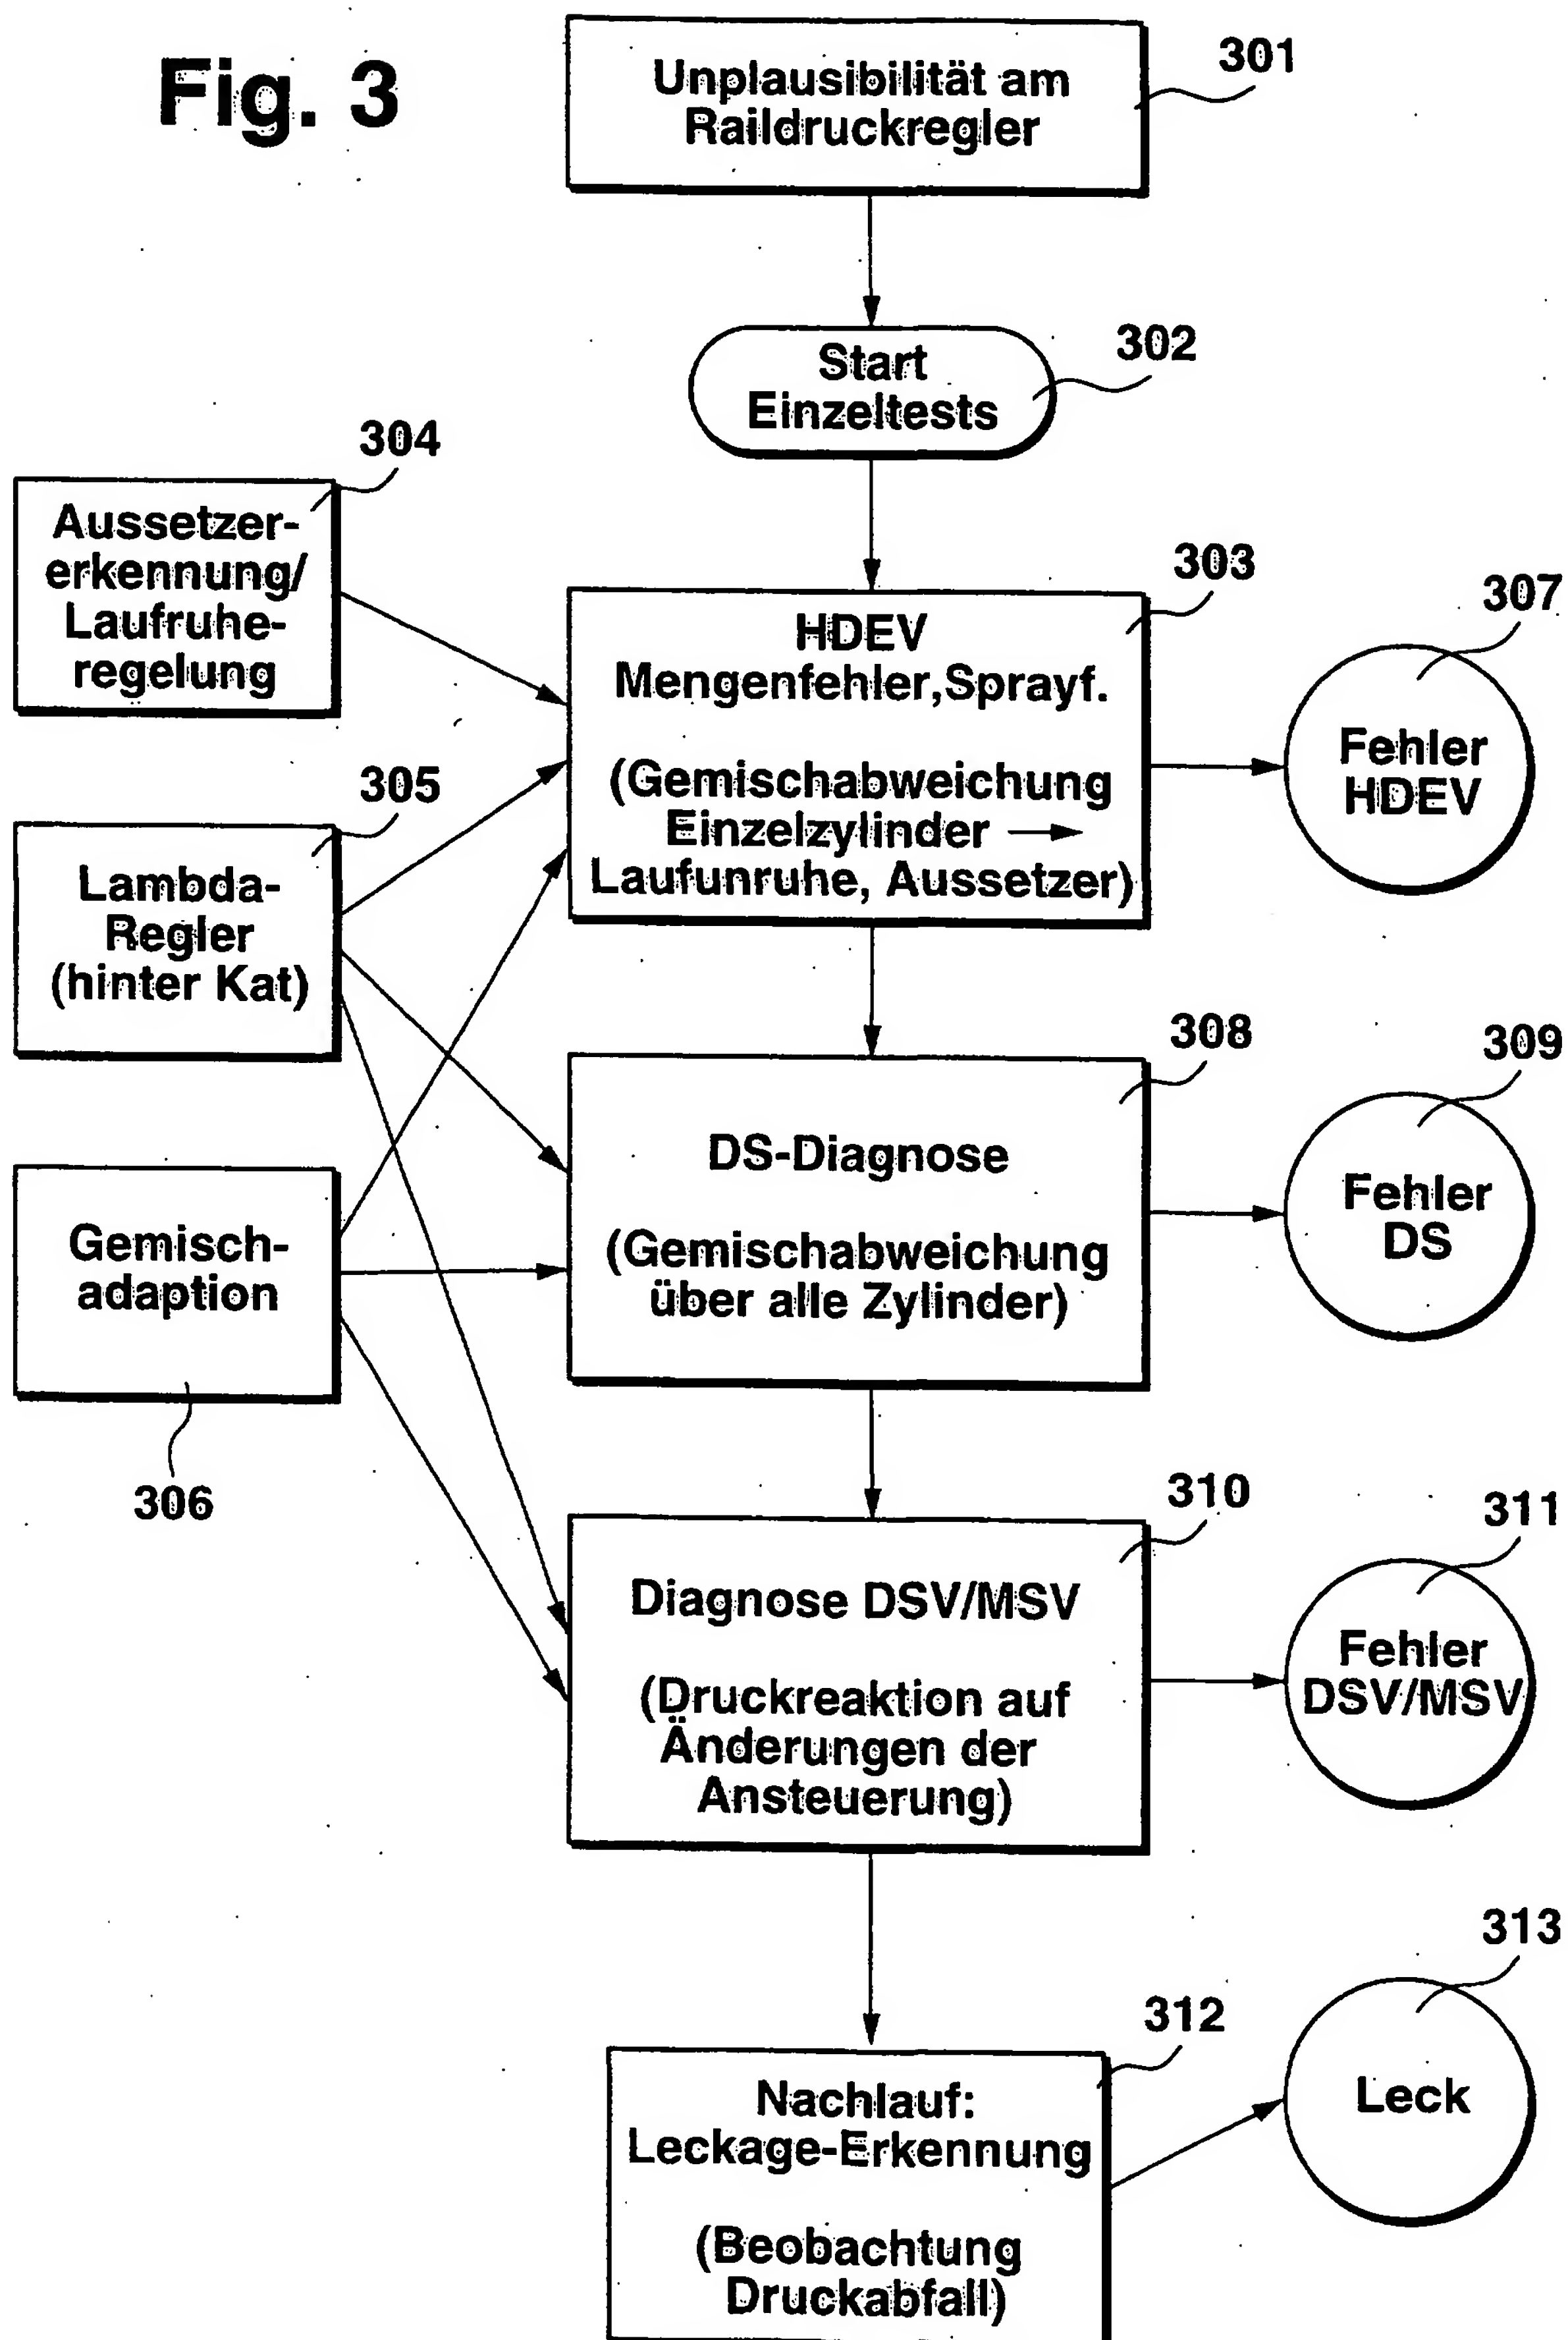 Fig. 3
Unplausibilität am
Raildruckregler
301
Start
Einzeltests
302
304
Aussetzer-
erkennung/
Laufruhe-
regelung
303
HDEV
Mengenfehler,Sprayf.
(Gemischabweichung
Einzelzylinder →
Laufunruhe, Aussetzer)
307
Fehler
HDEV
305
Lambda-
Regler
(hinter Kat)
308
DS-Diagnose
(Gemischabweichung
über alle Zylinder)
309
Fehler
DS
Gemisch-
adaption
306
310
Diagnose DSV/MSV
(Druckreaktion auf
Änderungen der
Ansteuerung)
311
Fehler
DSV/MSV
312
Nachlauf:
Leckage-Erkennung
(Beobachtung
Druckabfall)
313
Leck